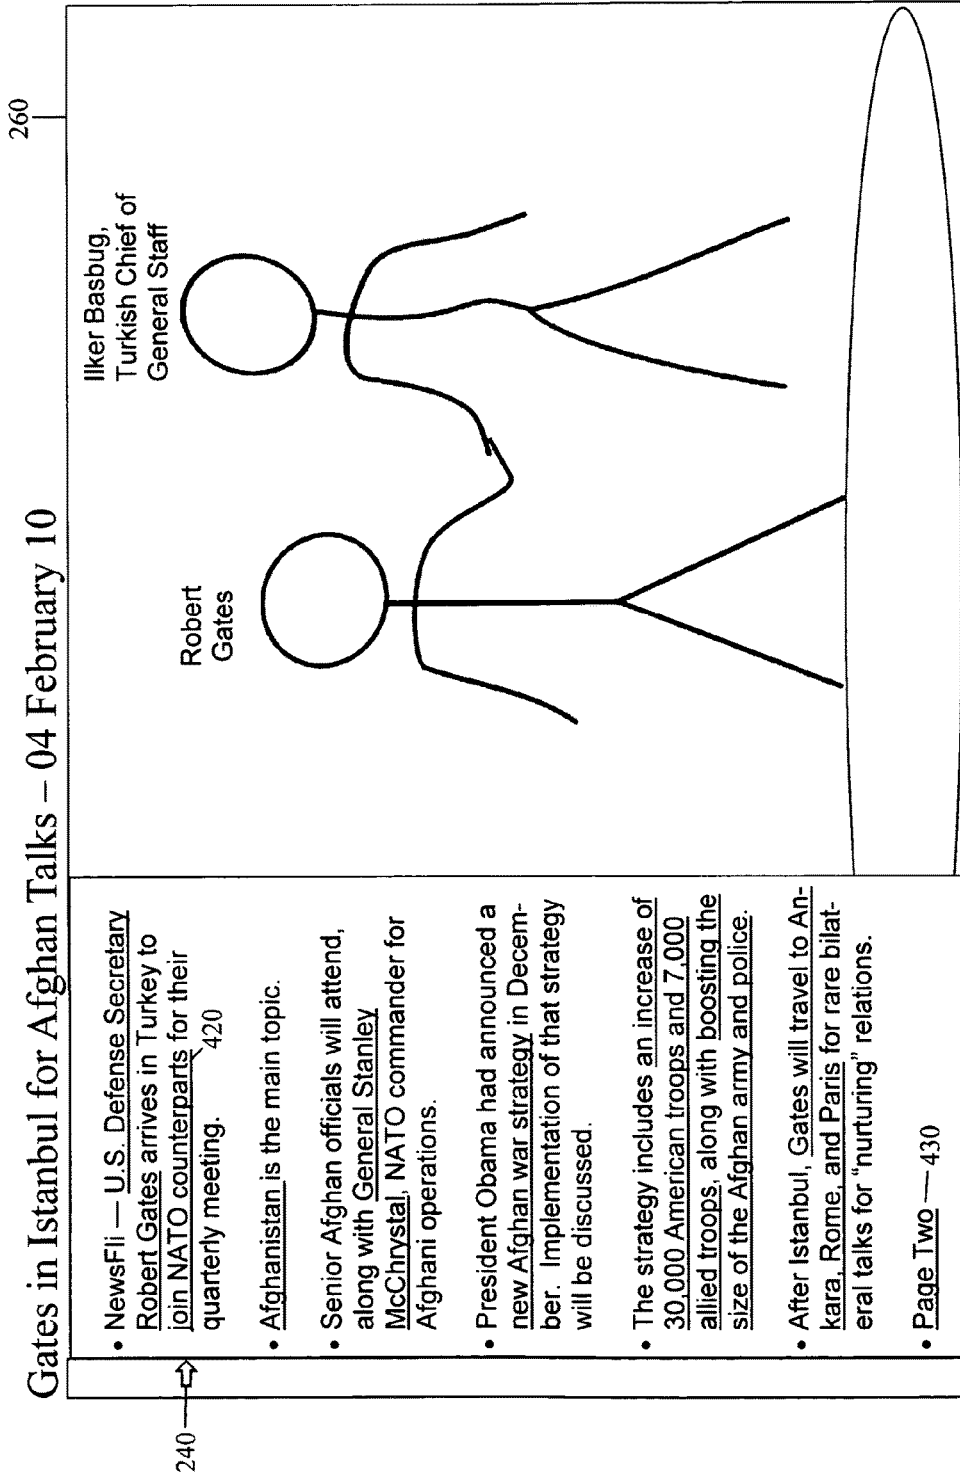 Gates in Istanbul for Afghan Talks – 04 February 10
240
• NewsFli — U.S. Defense Secretary
Robert Gates arrives in Turkey to
join NATO counterparts for their
quarterly meeting.
420
• Afghanistan is the main topic.
• Senior Afghan officials will attend,
along with General Stanley
McChrystal, NATO commander for
Afghani operations.
• President Obama had announced a
new Afghan war strategy in Decem-
ber. Implementation of that strategy
will be discussed.
• The strategy includes an increase of
30,000 American troops and 7,000
allied troops, along with boosting the
size of the Afghan army and police.
• After Istanbul, Gates will travel to An-
kara, Rome, and Paris for rare bilat-
eral talks for “nurturing” relations.
• Page Two — 430
Robert
Gates
Ilker Basbug,
Turkish Chief of
General Staff
260